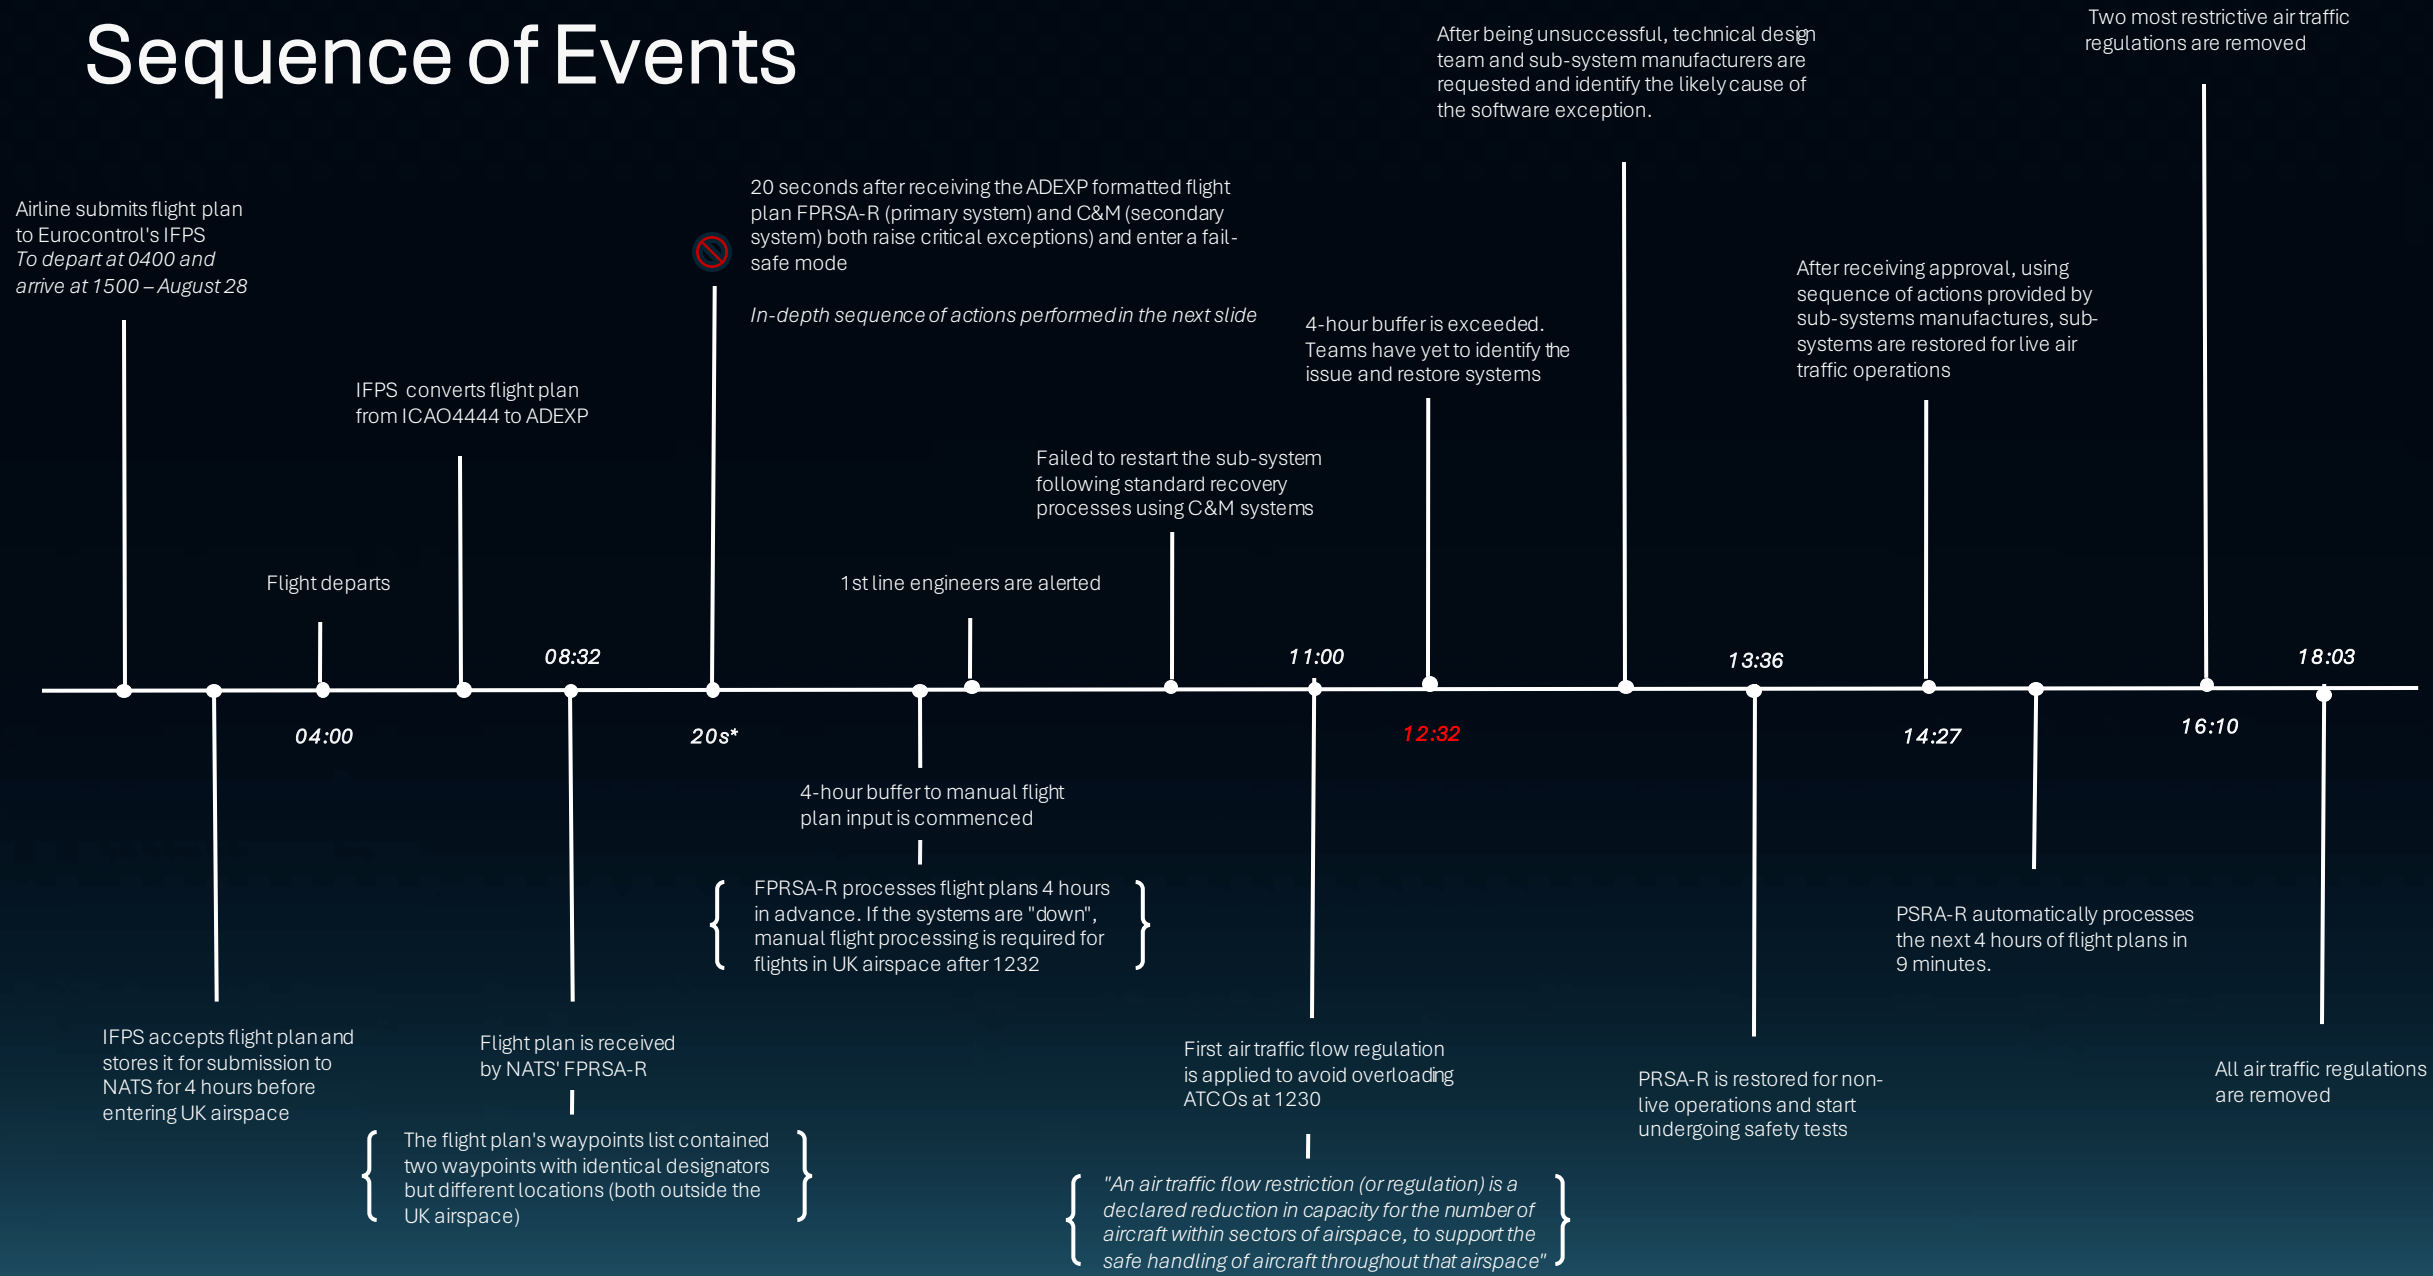 Sequence of Events
Airline submits flight plan
to Eurocontrol's IFPS
To depart at 0400 and
arrive at 1500 – August 28
IFPS accepts flight plan and
stores it for submission to
NATS for 4 hours before
entering UK airspace
Flight departs
04:00
IFPS converts flight plan
from ICAO4444 to ADEXP
08:32
Flight plan is received
by NATS' FPRSA-R
The flight plan's waypoints list contained
two waypoints with identical designators
but different locations (both outside the
UK airspace)
20 seconds after receiving the ADEXP formatted flight
plan FPRSA-R (primary system) and C&M (secondary
system) both raise critical exceptions) and enter a fail-
safe mode
In-depth sequence of actions performed in the next slide
20s*
4-hour buffer to manual flight
plan input is commenced
FPRSA-R processes flight plans 4 hours
in advance. If the systems are "down",
manual flight processing is required for
flights in UK airspace after 1232
1st line engineers are alerted
Failed to restart the sub-system
following standard recovery
processes using C&M systems
11:00
First air traffic flow regulation
is applied to avoid overloading
ATCOs at 1230
"An air traffic flow restriction (or regulation) is a
declared reduction in capacity for the number of
aircraft within sectors of airspace, to support the
safe handling of aircraft throughout that airspace"
4-hour buffer is exceeded.
Teams have yet to identify the
issue and restore systems
12:32
After being unsuccessful, technical design
team and sub-system manufacturers are
requested and identify the likely cause of
the software exception.
13:36
PRSA-R is restored for non-
live operations and start
undergoing safety tests
After receiving approval, using
sequence of actions provided by
sub-systems manufactures, sub-
systems are restored for live air
traffic operations
14:27
PSRA-R automatically processes
the next 4 hours of flight plans in
9 minutes.
Two most restrictive air traffic
regulations are removed
16:10
18:03
All air traffic regulations
are removed